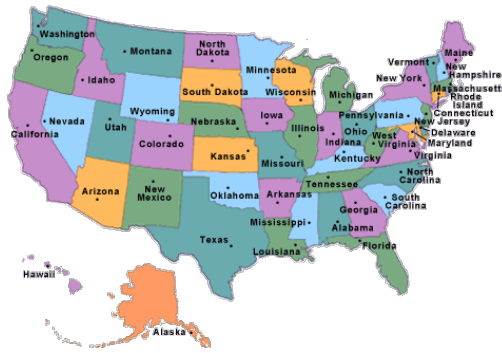 Washington
Montana
North
Dakota
Minnesota
Maine
Vermont
New
Hampshire
Oregon
Idaho
South Dakota
Wisconsin
Michigan
New York
Massachusetts
Rhode
Island
Connecticut
Wyoming
Nebraska
Iowa
Pennsylvania
New Jersey
Nevada
Utah
Colorado
Illinois
Indiana
Ohio
West
Virginia
Delaware
Maryland
Virginia
California
Kansas
Missouri
Kentucky
Arizona
New
Mexico
Oklahoma
Arkansas
Tennessee
North
Carolina
South
Carolina
Texas
Mississippi
Alabama
Georgia
Louisiana
Florida
Hawaii
Alaska